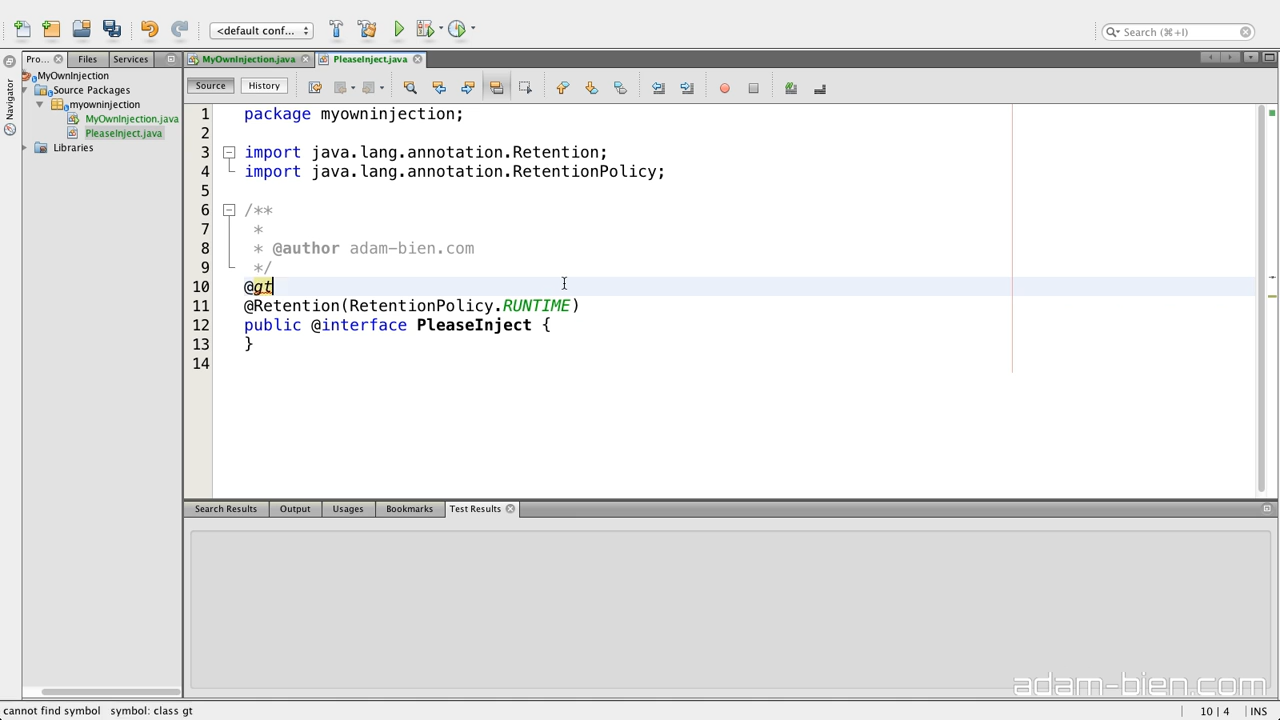 <default conf...
Search (⌘+I)
Pro...
Files
Services
MyOwnInjection.java
PleaseInject.java
Navigator
MyOwnInjection
Source Packages
myowninjection
MyOwnInjection.java
PleaseInject.java
Libraries
Source
History
1 package myowninjection;
2
3 import java.lang.annotation.Retention;
4 import java.lang.annotation.RetentionPolicy;
5
6 /**
7 *
8 * @author adam-bien.com
9 */
10 @gt
11 @Retention(RetentionPolicy.RUNTIME)
12 public @interface PleaseInject {
13 }
14
Search Results
Output
Usages
Bookmarks
Test Results
adam-bien.com
cannot find symbol symbol: class gt
10 | 4
INS